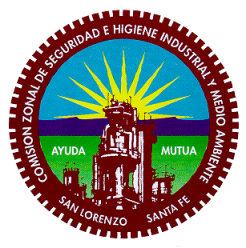 COMISION ZONAL DE SEGURIDAD E HIGIENE INDUSTRIAL Y MEDIO AMBIENTE
AYUDA MUTUA
SAN LORENZO SANTA FE